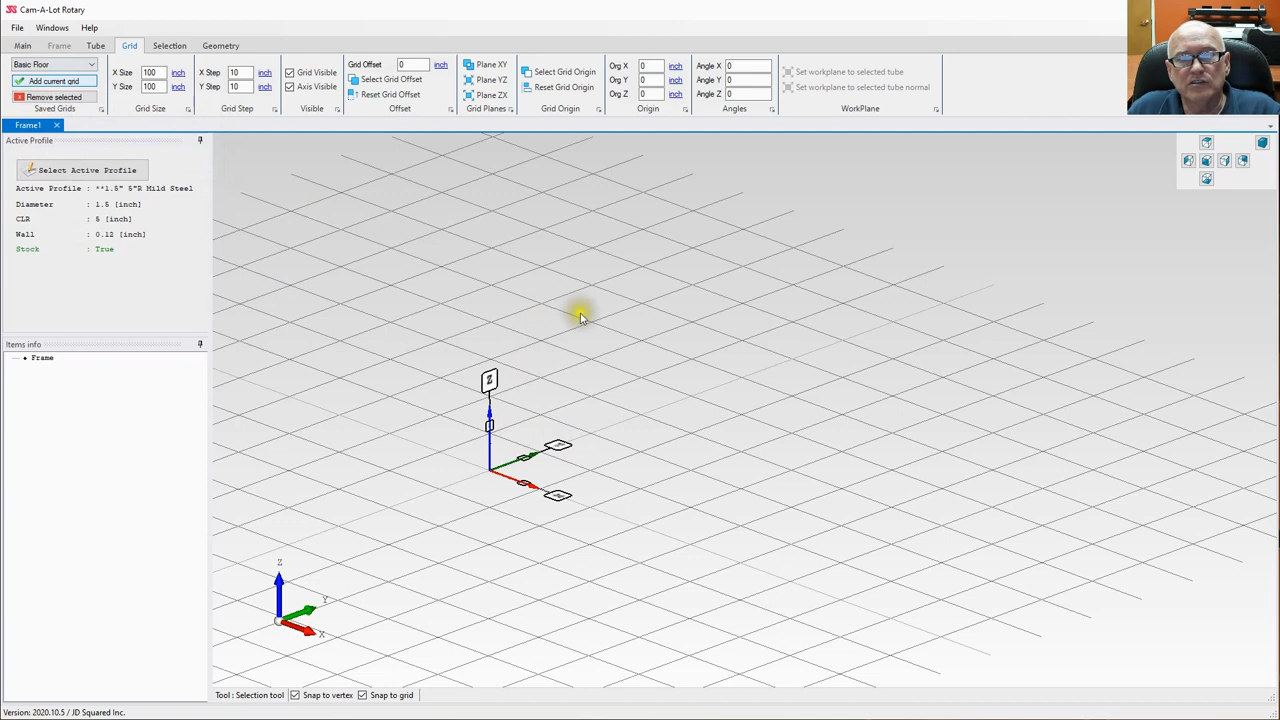 Cam-A-Lot Rotary
File Windows Help
Main Frame Tube Grid Selection Geometry
Basic Floor
Add current grid
Remove selected
Saved Grids
X Size 100 inch
Y Size 100 inch
Grid Size
X Step 10 inch
Y Step 10 inch
Grid Step
Grid Visible
Axis Visible
Visible
Grid Offset 0 inch
Select Grid Offset
Reset Grid Offset
Offset
Plane XY
Plane YZ
Plane ZX
Grid Planes
Select Grid Origin
Reset Grid Origin
Grid Origin
Org X 0 inch
Org Y 0 inch
Org Z 0 inch
Origin
Angle X 0
Angle Y 0
Angle Z 0
Angles
Set workplane to selected tube
Set workplane to selected tube normal
WorkPlane
Frame1
Active Profile
Select Active Profile
Active Profile : **1.5" 5"R Mild Steel
Diameter : 1.5 [inch]
CLR : 5 [inch]
Wall : 0.12 [inch]
Stock : True
Items info
Frame
Z
Z
Y
X
Tool : Selection tool Snap to vertex Snap to grid
Version: 2020.10.5 / JD Squared Inc.